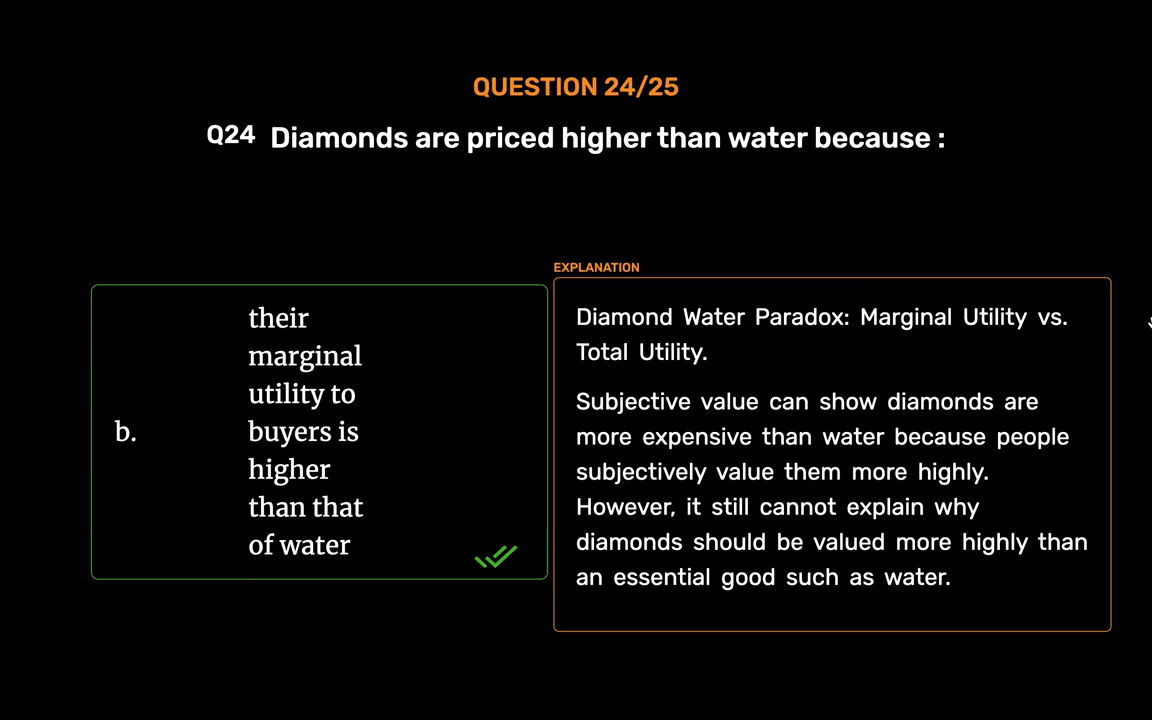 QUESTION 24/25
Q24 Diamonds are priced higher than water because :
b.
their
marginal
utility to
buyers is
higher
than that
of water
EXPLANATION
Diamond Water Paradox: Marginal Utility vs.
Total Utility.
Subjective value can show diamonds are
more expensive than water because people
subjectively value them more highly.
However, it still cannot explain why
diamonds should be valued more highly than
an essential good such as water.